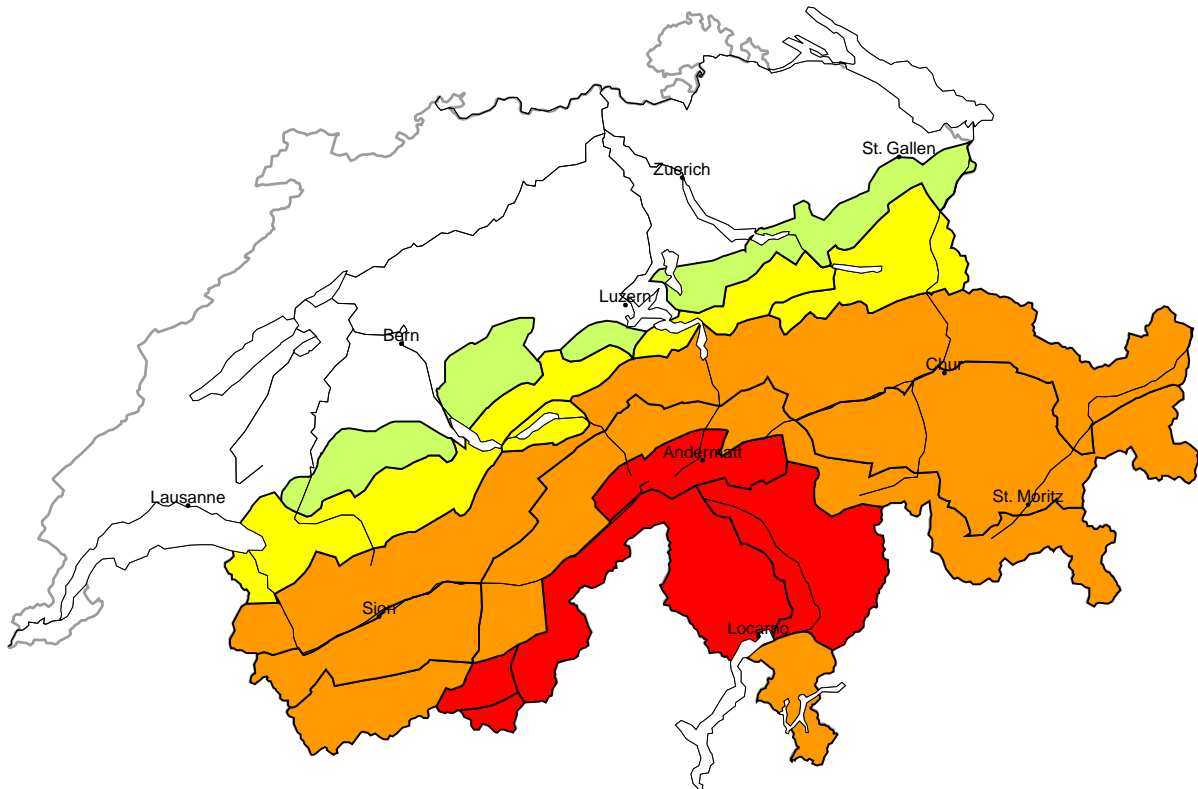 St. Gallen
Zuerich
Luzern
Bern
Chur
Andermatt
Lausanne
St. Moritz
Sion
Locarno